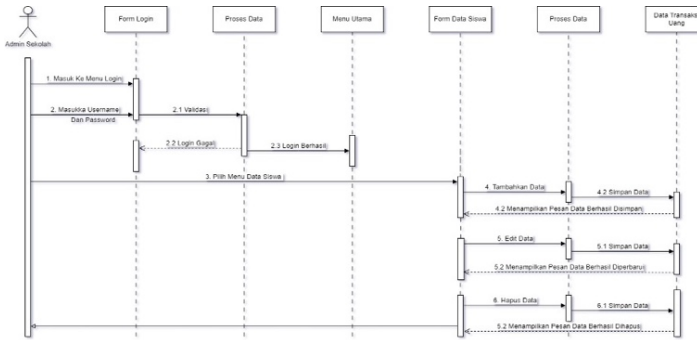 Form Login
Proses Data
Menu Utama
Form Data Siswa
Proses Data
Data Transaks
Uang
Admin Sekolah
1. Masuk Ke Menu Login
2. Masukka Username
Dan Password
2.1 Validasi
2.2 Login Gagal
2.3 Login Berhasil
3. Pilih Menu Data Siswa
4. Tambahkan Data
4.2 Simpan Data
4.2 Menampilkan Pesan Data Berhasil Disimpan
5. Edit Data
5.1 Simpan Data
5.2 Menampilkan Pesan Data Berhasil Diperbarui
6. Hapus Data
6.1 Simpan Data
5.2 Menampilkan Pesan Data Berhasil Dihapus